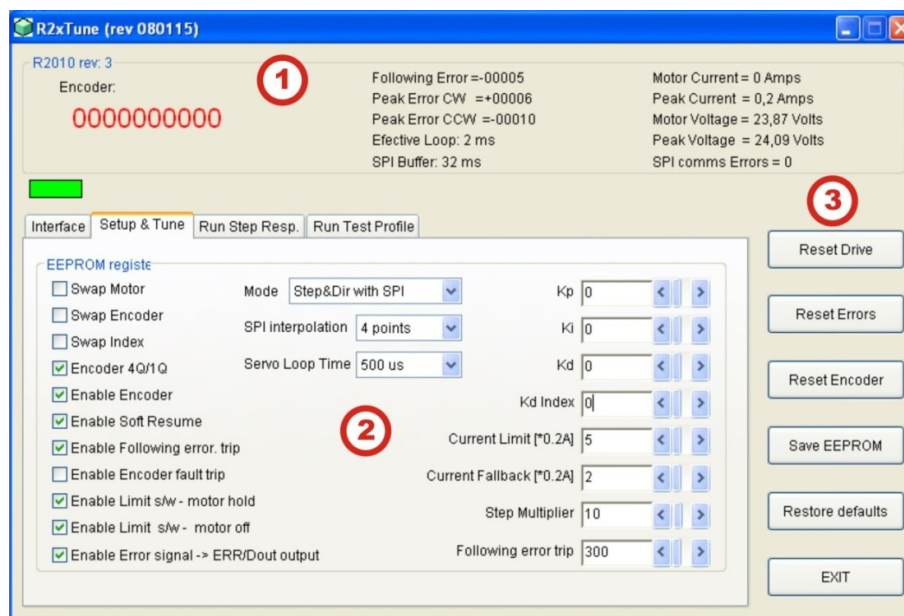 R2xTune (rev 080115)
R2010 rev: 3
Encoder:
0000000000
1
Following Error =-00005
Peak Error CW =+00006
Peak Error CCW =-00010
Efective Loop: 2 ms
SPI Buffer: 32 ms
Motor Current = 0 Amps
Peak Current = 0,2 Amps
Motor Voltage = 23,87 Volts
Peak Voltage = 24,09 Volts
SPI comms Errors = 0
Interface
Setup & Tune
Run Step Resp.
Run Test Profile
EEPROM registe
Swap Motor
Swap Encoder
Swap Index
Encoder 4Q/1Q
Enable Encoder
Enable Soft Resume
Enable Following error. trip
Enable Encoder fault trip
Enable Limit s/w - motor hold
Enable Limit s/w - motor off
Enable Error signal -> ERR/Dout output
Mode Step&Dir with SPI
SPI interpolation 4 points
Servo Loop Time 500 us
2
Kp 0
Ki 0
Kd 0
Kd Index 0
Current Limit [*0.2A] 5
Current Fallback [*0.2A] 2
Step Multiplier 10
Following error trip 300
3
Reset Drive
Reset Errors
Reset Encoder
Save EEPROM
Restore defaults
EXIT